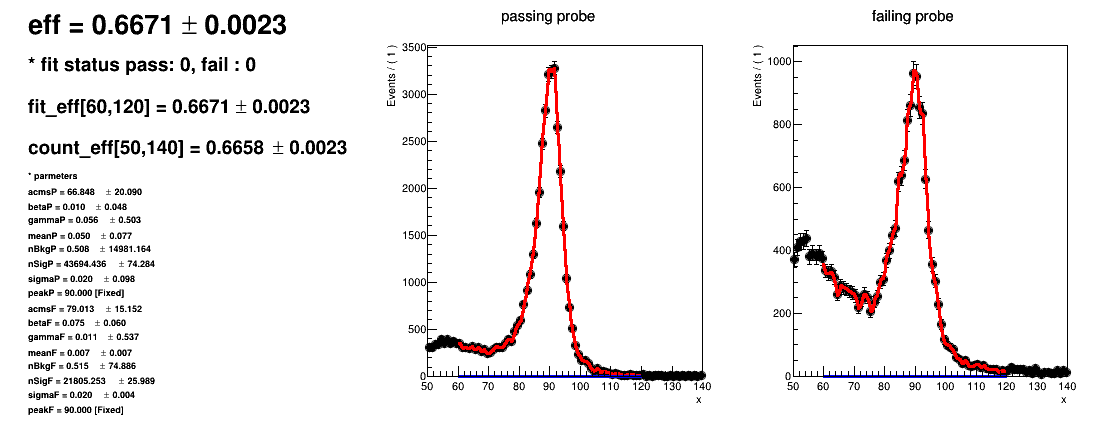 eff = 0.6671 ± 0.0023
* fit status pass: 0, fail : 0
fit_eff[60,120] = 0.6671 ± 0.0023
count_eff[50,140] = 0.6658 ± 0.0023
* parmeters
acmsP = 66.848 ± 20.090
betaP = 0.010 ± 0.048
gammaP = 0.056 ± 0.503
meanP = 0.050 ± 0.077
nBkgP = 0.508 ± 14981.164
nSigP = 43694.436 ± 74.284
sigmaP = 0.020 ± 0.098
peakP = 90.000 [Fixed]
acmsF = 79.013 ± 15.152
betaF = 0.075 ± 0.060
gammaF = 0.011 ± 0.537
meanF = 0.007 ± 0.007
nBkgF = 0.515 ± 74.886
nSigF = 21805.253 ± 25.989
sigmaF = 0.020 ± 0.004
peakF = 90.000 [Fixed]
passing probe
Events / ( 1 )
3500
3000
2500
2000
1500
1000
500
0
50 60 70 80 90 100 110 120 130 140
x
failing probe
Events / ( 1 )
1000
800
600
400
200
0
50 60 70 80 90 100 110 120 130 140
x